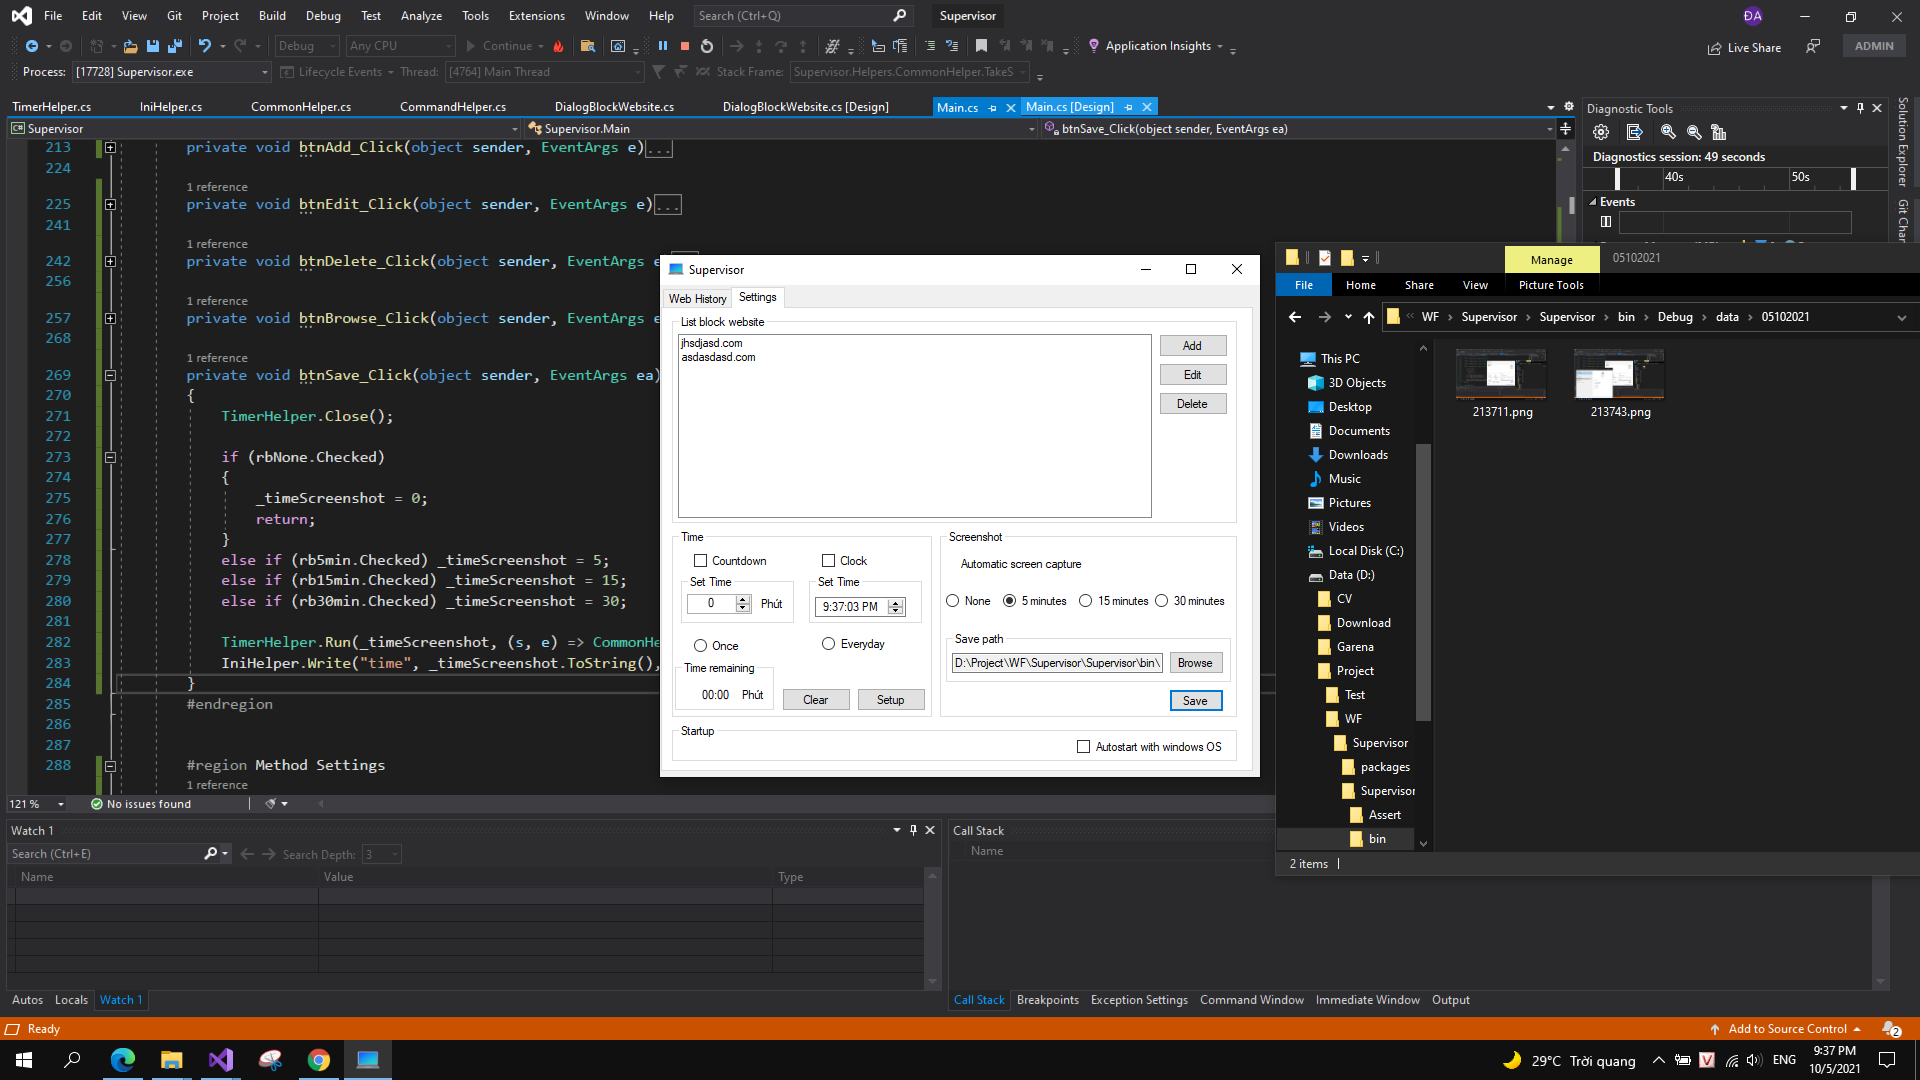 File Edit View Git Project Build Debug Test Analyze Tools Extensions Window Help Search (Ctrl+Q) Supervisor ĐA
Debug Any CPU Continue Application Insights Live Share ADMIN
Process: [17728] Supervisor.exe Lifecycle Events Thread: [4764] Main Thread Stack Frame: Supervisor.Helpers.CommonHelper.TakeS
TimerHelper.cs IniHelper.cs CommonHelper.cs CommandHelper.cs DialogBlockWebsite.cs DialogBlockWebsite.cs [Design] Main.cs Main.cs [Design]
Supervisor Supervisor.Main btnSave_Click(object sender, EventArgs ea)
213 private void btnAdd_Click(object sender, EventArgs e)...
224
1 reference
225 private void btnEdit_Click(object sender, EventArgs e)...
241
1 reference
242 private void btnDelete_Click(object sender, EventArgs e
256
1 reference
257 private void btnBrowse_Click(object sender, EventArgs e
268
1 reference
269 private void btnSave_Click(object sender, EventArgs ea)
270 {
271 TimerHelper.Close();
272
273 if (rbNone.Checked)
274 {
275 _timeScreenshot = 0;
276 return;
277 }
278 else if (rb5min.Checked) _timeScreenshot = 5;
279 else if (rb15min.Checked) _timeScreenshot = 15;
280 else if (rb30min.Checked) _timeScreenshot = 30;
281
282 TimerHelper.Run(_timeScreenshot, (s, e) => CommonHe
283 IniHelper.Write("time", _timeScreenshot.ToString(),
284 }
285 #endregion
286
287
288 #region Method Settings
1 reference
121 % No issues found
Supervisor
Web History Settings
List block website
jhsdjasd.com
asdasdasd.com
Add
Edit
Delete
Time
Countdown Clock
Set Time Set Time
0 Phút 9:37:03 PM
Once Everyday
Time remaining
00:00 Phút Clear Setup
Screenshot
Automatic screen capture
None 5 minutes 15 minutes 30 minutes
Save path
D:\Project\WF\Supervisor\Supervisor\bin\ Browse
Save
Startup
Autostart with windows OS
Diagnostic Tools
Diagnostics session: 49 seconds
40s 50s
Events
Solution Explorer
Git Chan
Manage 05102021
File Home Share View Picture Tools
« WF › Supervisor › Supervisor › bin › Debug › data › 05102021
This PC
3D Objects
Desktop
Documents
Downloads
Music
Pictures
Videos
Local Disk (C:)
Data (D:)
CV
Download
Garena
Project
Test
WF
Supervisor
packages
Supervisor
Assert
bin
213711.png 213743.png
2 items
Watch 1
Search (Ctrl+E) Search Depth: 3
Name Value Type
Autos Locals Watch 1
Call Stack
Name
Call Stack Breakpoints Exception Settings Command Window Immediate Window Output
Ready Add to Source Control 2
29°C Trời quang ENG 9:37 PM
10/5/2021